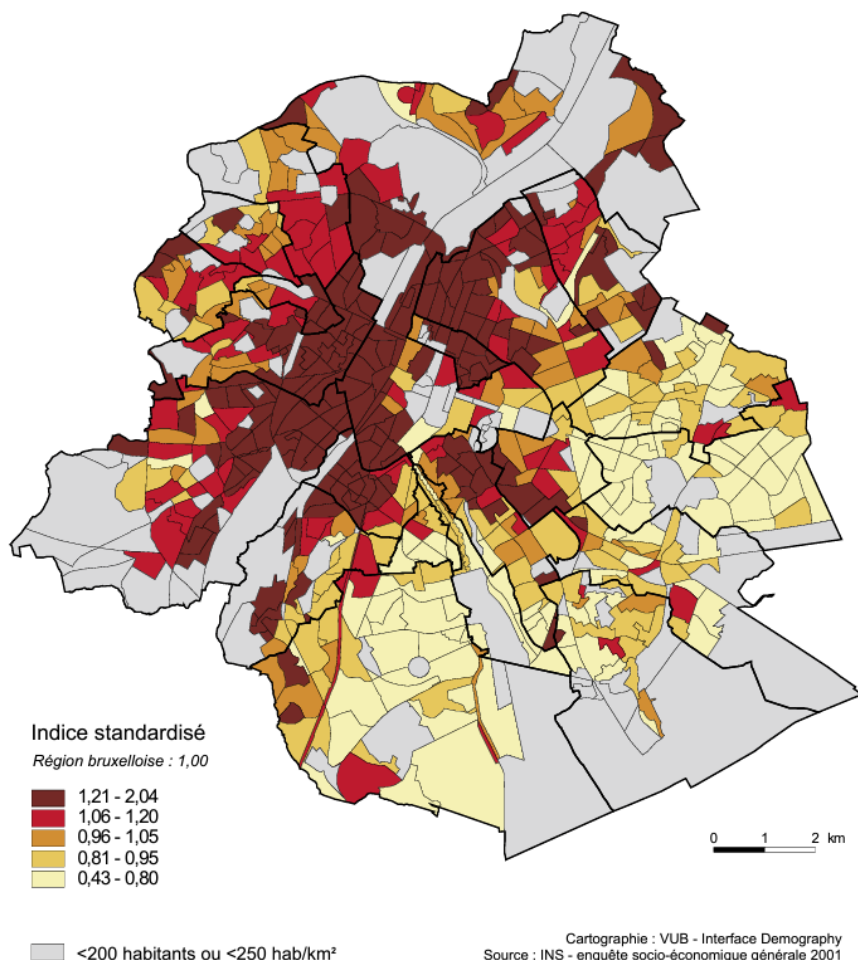 Indice standardisé
Région bruxelloise : 1,00
1,21 - 2,04
1,06 - 1,20
0,96 - 1,05
0,81 - 0,95
0,43 - 0,80
0 1 2 km
<200 habitants ou <250 hab/km²
Cartographie : VUB - Interface Demography
Source : INS - enquête socio-économique générale 2001